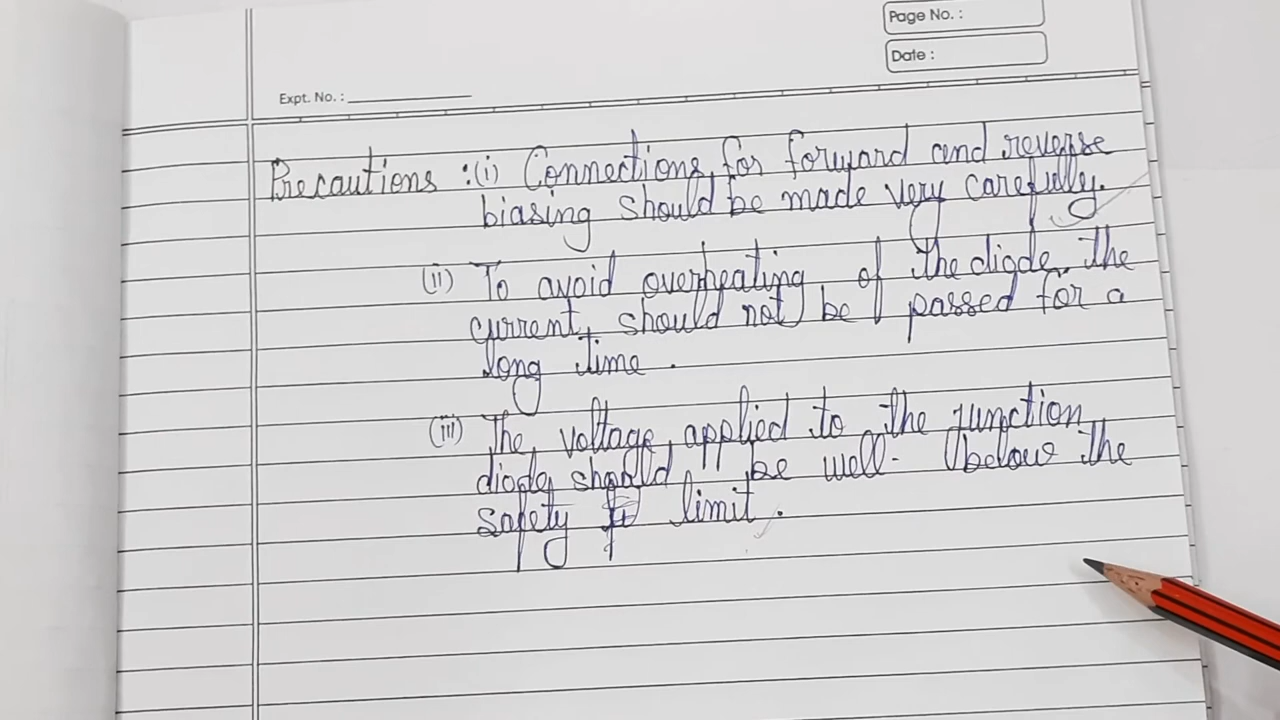 Page No. :
Date :
Expt. No. :
Precautions :(i) Connections for forward and reverse
biasing should be made very carefully.
(ii) To avoid overheating of the diode, the
current, should not be passed for a
long time .
(iii) The voltage applied to the junction
diode should be well- below the
safety limit .